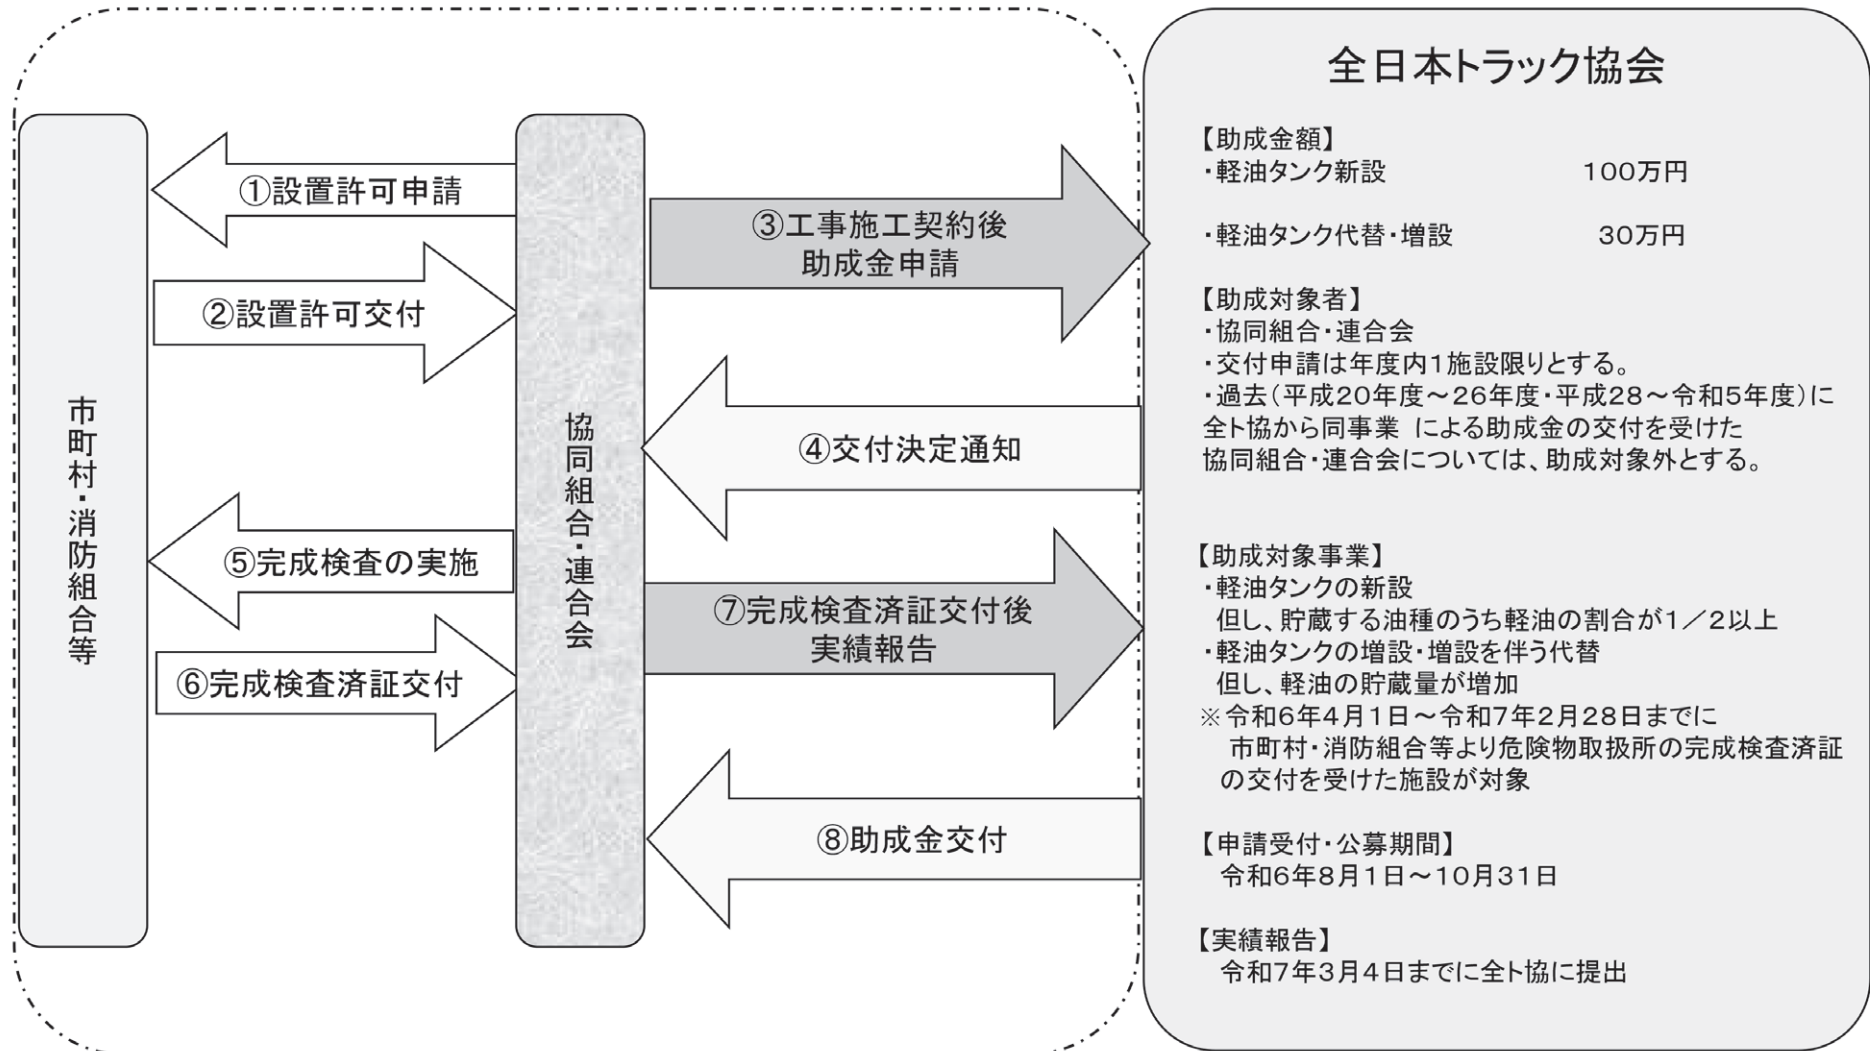 市町村・消防組合等
協同組合・連合会
①設置許可申請
②設置許可交付
③工事施工契約後
助成金申請
④交付決定通知
⑤完成検査の実施
⑥完成検査済証交付
⑦完成検査済証交付後
実績報告
⑧助成金交付
全日本トラック協会
【助成金額】
・軽油タンク新設 100万円
・軽油タンク代替・増設 30万円
【助成対象者】
・協同組合・連合会
・交付申請は年度内1施設限りとする。
・過去(平成20年度～26年度・平成28～令和5年度)に
全ト協から同事業 による助成金の交付を受けた
協同組合・連合会については、助成対象外とする。
【助成対象事業】
・軽油タンクの新設
但し、貯蔵する油種のうち軽油の割合が1／2以上
・軽油タンクの増設・増設を伴う代替
但し、軽油の貯蔵量が増加
※令和6年4月1日～令和7年2月28日までに
市町村・消防組合等より危険物取扱所の完成検査済証
の交付を受けた施設が対象
【申請受付・公募期間】
令和6年8月1日～10月31日
【実績報告】
令和7年3月4日までに全ト協に提出